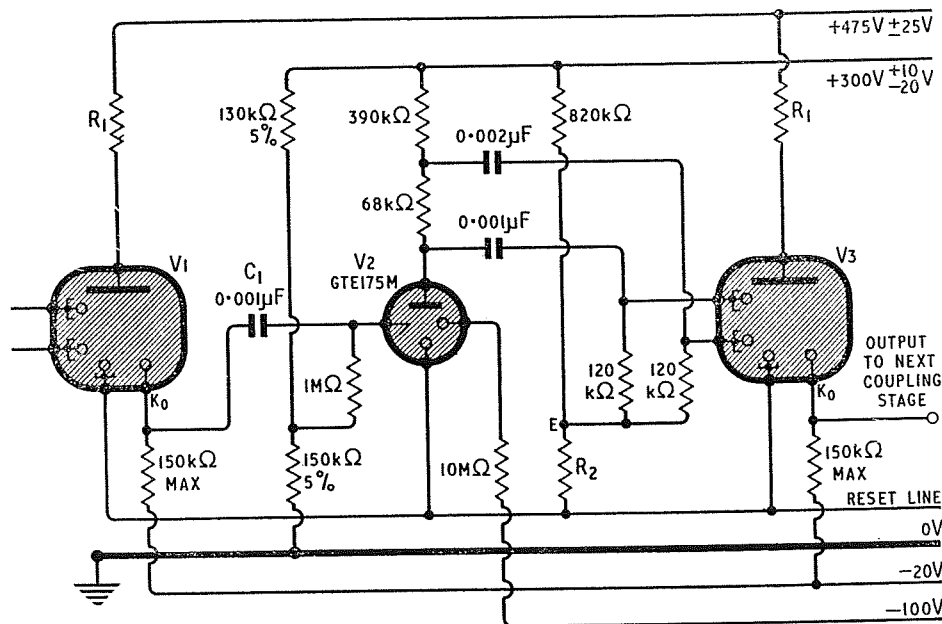 +475V ±25V
+300V +10 -20
R1
130kΩ
5%
390kΩ
0·002µF
820kΩ
R1
68kΩ
0·001µF
V1
C1
0·001µF
V2
GTE175M
V3
1MΩ
120
kΩ
120
kΩ
OUTPUT
TO NEXT
COUPLING
STAGE
K0
K0
E
150kΩ
MAX
150kΩ
5%
10MΩ
R2
150kΩ
MAX
RESET LINE
0V
-20V
-100V